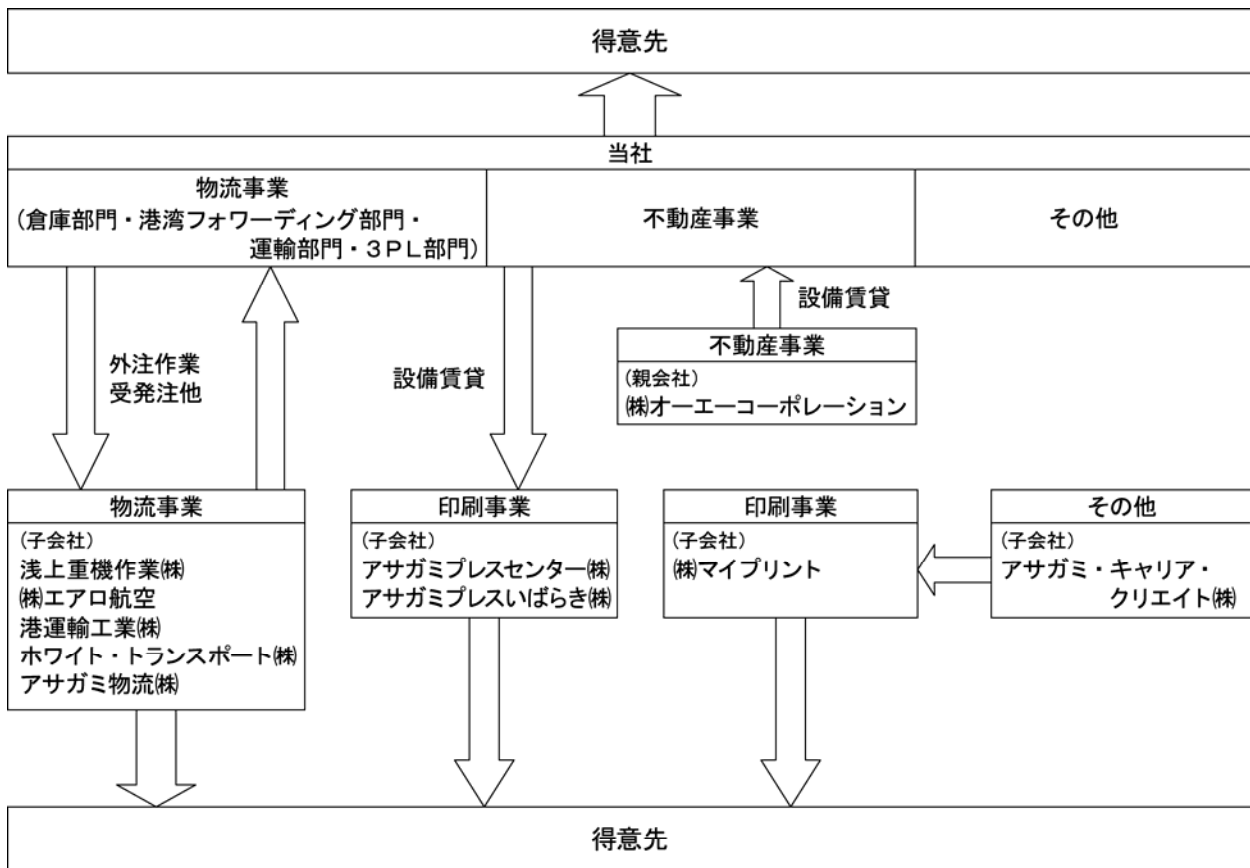 得意先
当社
物流事業
(倉庫部門・港湾フォワーディング部門・
運輸部門・3PL部門)
不動産事業
その他
外注作業
受発注他
設備賃貸
設備賃貸
不動産事業
(親会社)
㈱オーエーコーポレーション
物流事業
(子会社)
浅上重機作業㈱
㈱エアロ航空
港運輸工業㈱
ホワイト・トランスポート㈱
アサガミ物流㈱
印刷事業
(子会社)
アサガミプレスセンター㈱
アサガミプレスいばらき㈱
印刷事業
(子会社)
㈱マイプリント
その他
(子会社)
アサガミ・キャリア・
クリエイト㈱
得意先